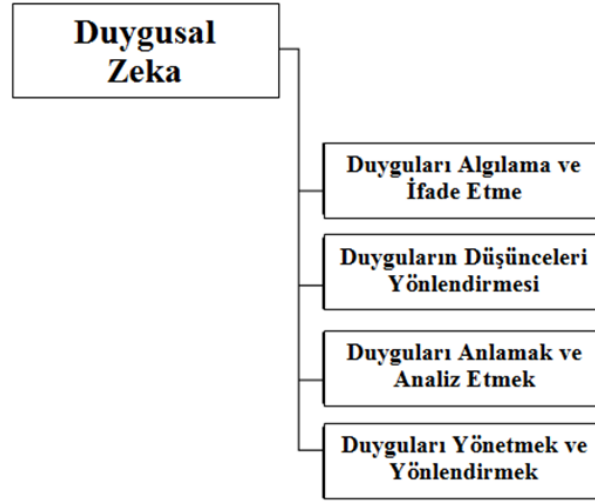 Duygusal
Zeka
Duyguları Algılama ve
İfade Etme
Duyguların Düşünceleri
Yönlendirmesi
Duyguları Anlamak ve
Analiz Etmek
Duyguları Yönetmek ve
Yönlendirmek